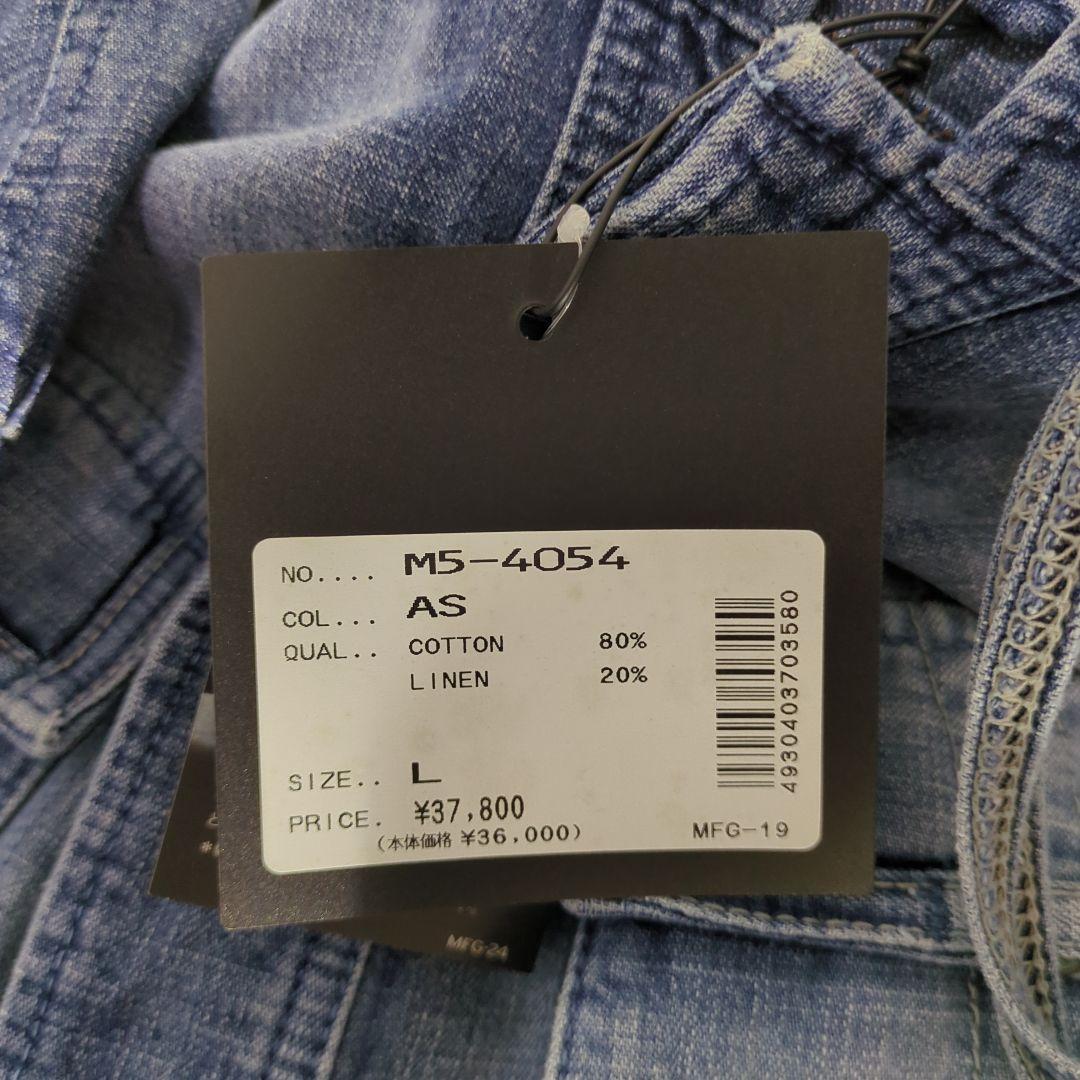 NO.... M5-4054
COL... AS
QUAL.. COTTON 80%
LINEN 20%
SIZE.. L
PRICE. ¥37,800
(本体価格 ¥36,000)
MFG-19
4930403703580
MFG-24